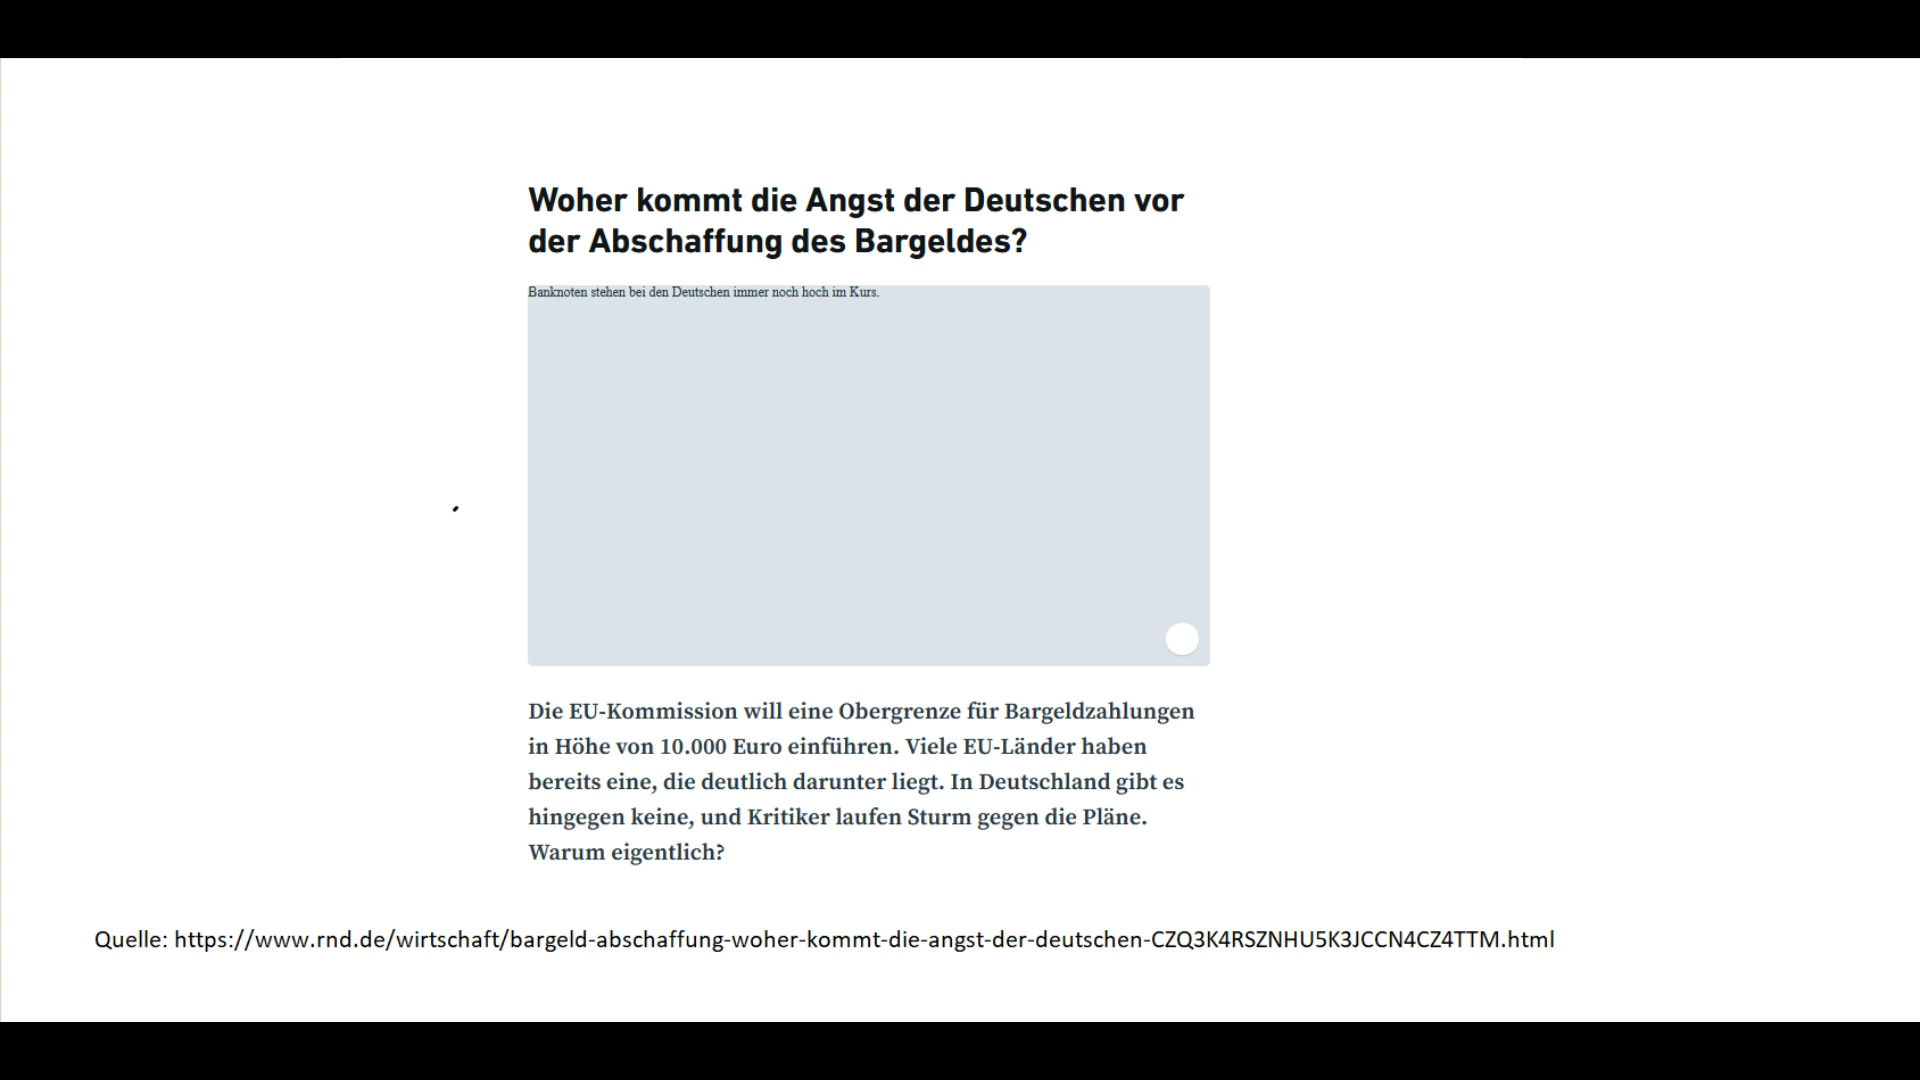 Woher kommt die Angst der Deutschen vor
der Abschaffung des Bargeldes?
Banknoten stehen bei den Deutschen immer noch hoch im Kurs.
Die EU-Kommission will eine Obergrenze für Bargeldzahlungen
in Höhe von 10.000 Euro einführen. Viele EU-Länder haben
bereits eine, die deutlich darunter liegt. In Deutschland gibt es
hingegen keine, und Kritiker laufen Sturm gegen die Pläne.
Warum eigentlich?
Quelle: https://www.rnd.de/wirtschaft/bargeld-abschaffung-woher-kommt-die-angst-der-deutschen-CZQ3K4RSZNHU5K3JCCN4CZ4TTM.html